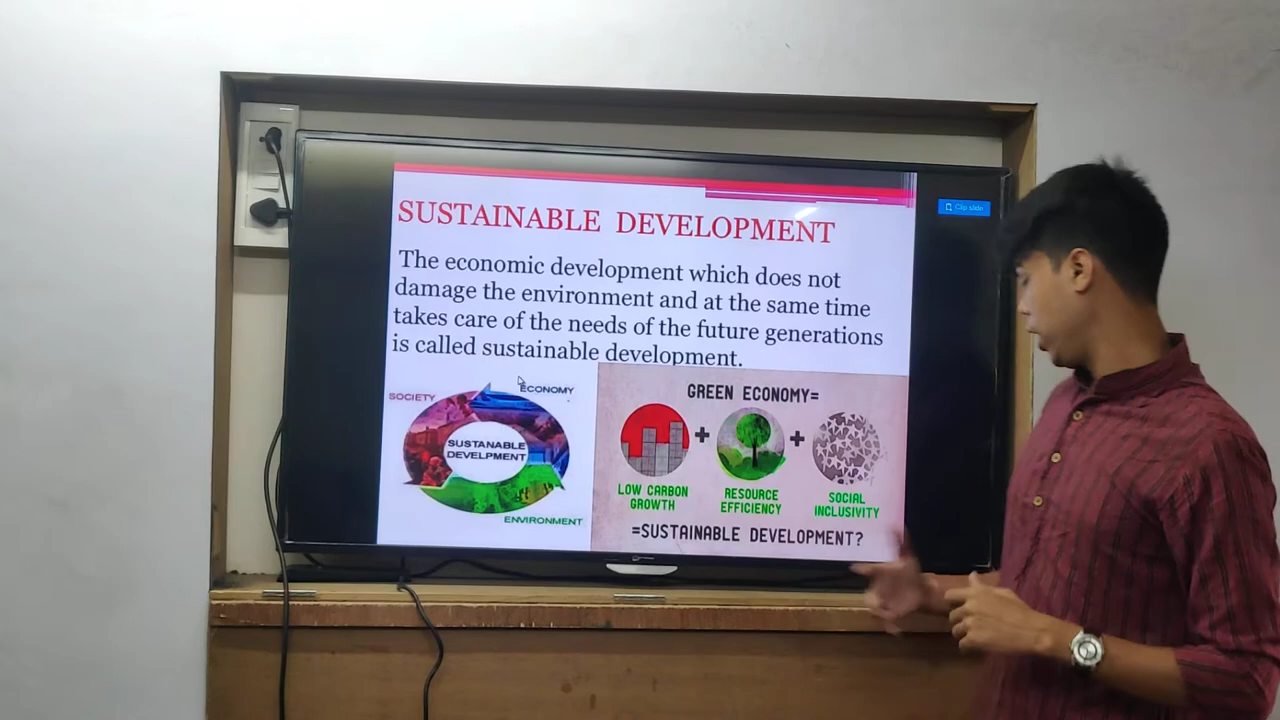 SUSTAINABLE DEVELOPMENT
The economic development which does not
damage the environment and at the same time
takes care of the needs of the future generations
is called sustainable development.
Clip slide
SOCIETY
ECONOMY
SUSTANABLE
DEVELPMENT
ENVIRONMENT
GREEN ECONOMY=
+
+
LOW CARBON
GROWTH
RESOURCE
EFFICIENCY
SOCIAL
INCLUSIVITY
=SUSTAINABLE DEVELOPMENT?